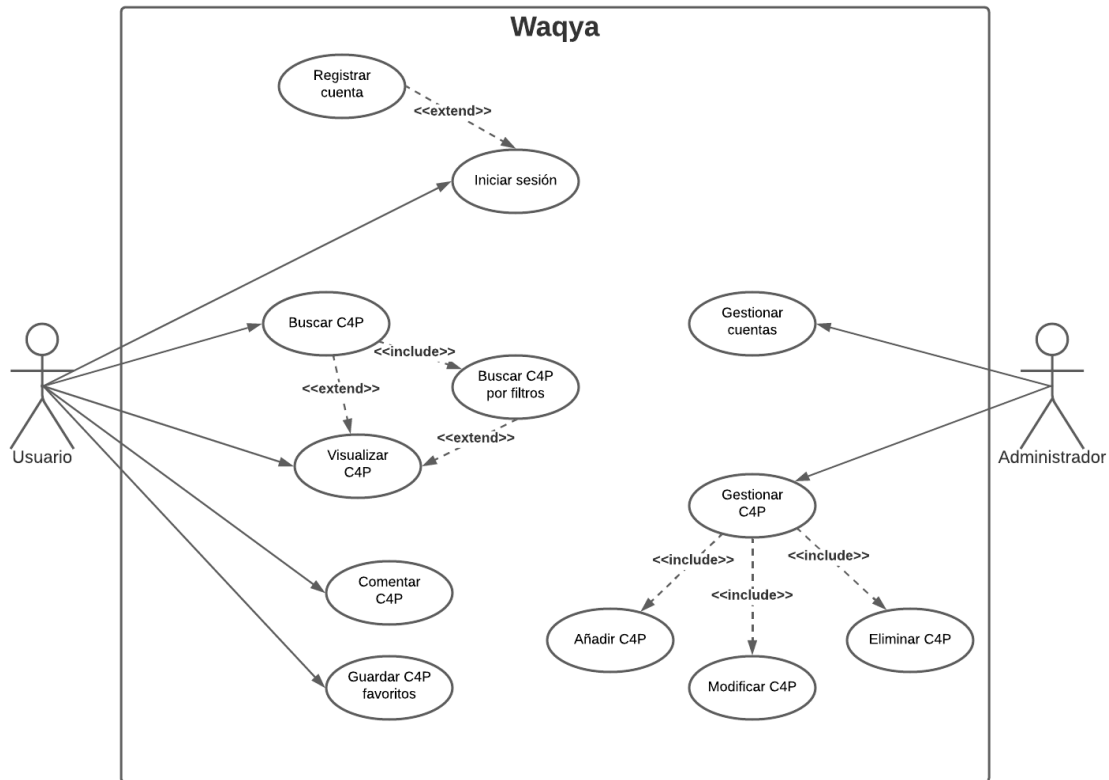 Waqya
Registrar
cuenta
<<extend>>
Iniciar sesión
Buscar C4P
<<include>>
<<extend>>
Buscar C4P
por filtros
<<extend>>
Visualizar
C4P
Usuario
Comentar
C4P
Guardar C4P
favoritos
Gestionar
cuentas
Administrador
Gestionar
C4P
<<include>>
<<include>>
<<include>>
Añadir C4P
Modificar C4P
Eliminar C4P